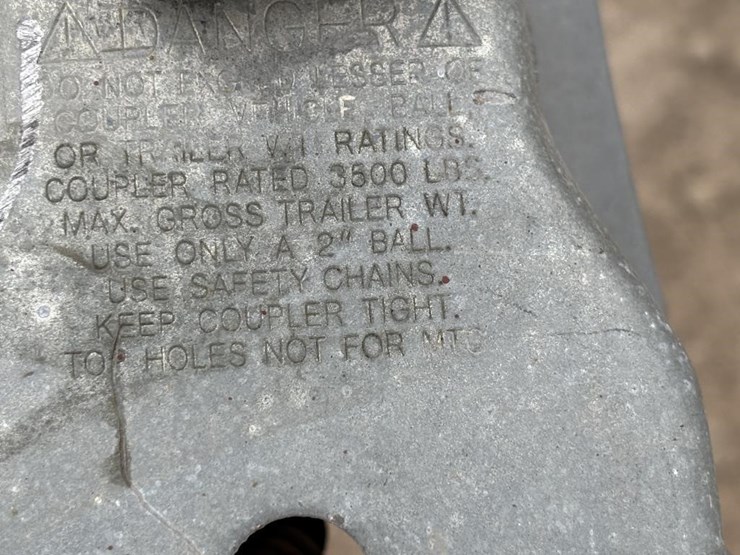 DANGER
DO NOT LESSER OF
COUPLER VEHICLE BALL
OR TRAILER WT. RATINGS.
COUPLER RATED 3500 LBS.
MAX. GROSS TRAILER WT.
USE ONLY A 2" BALL.
USE SAFETY CHAINS.
KEEP COUPLER TIGHT.
HOLES NOT FOR MTG